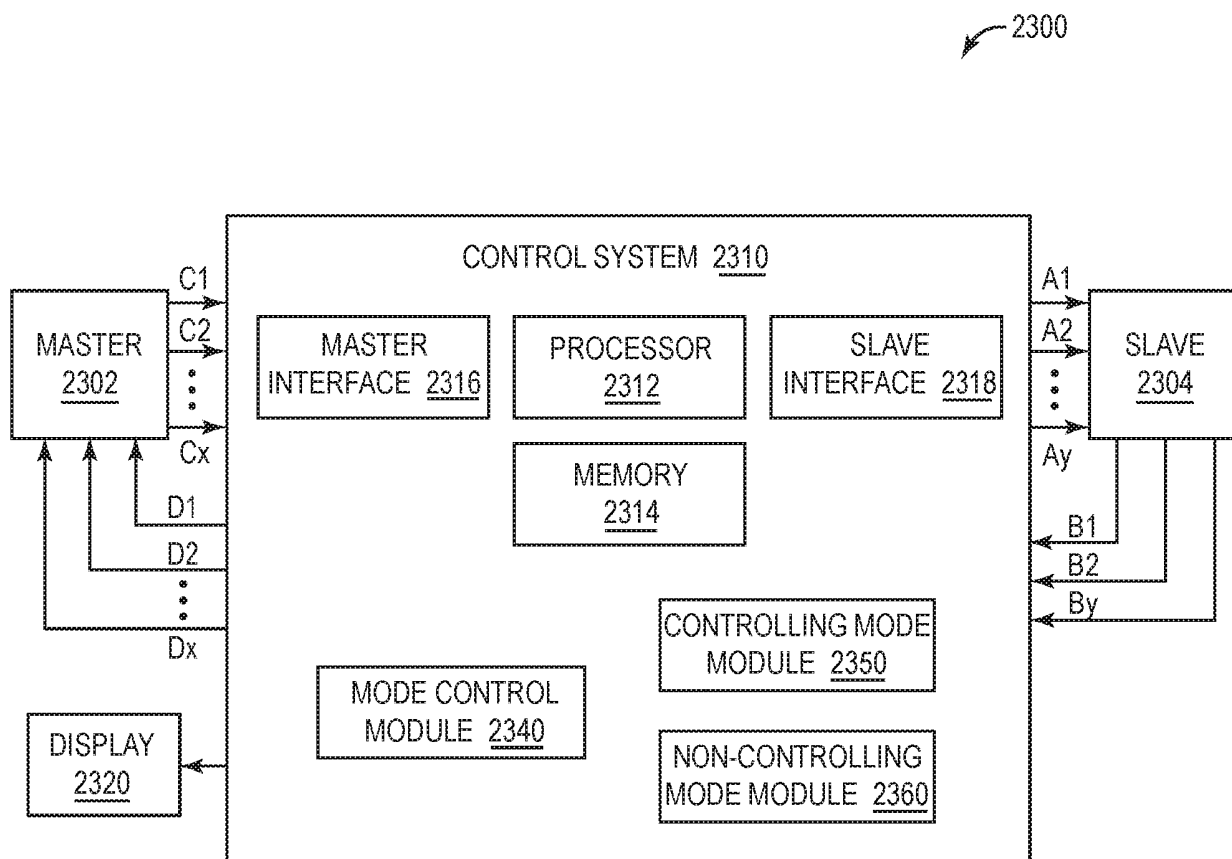 2300
CONTROL SYSTEM 2310
C1
C2
Cx
MASTER
2302
MASTER
INTERFACE 2316
PROCESSOR
2312
SLAVE
INTERFACE 2318
A1
A2
Ay
SLAVE
2304
MEMORY
2314
D1
D2
Dx
B1
B2
By
CONTROLLING MODE
MODULE 2350
MODE CONTROL
MODULE 2340
DISPLAY
2320
NON-CONTROLLING
MODE MODULE 2360